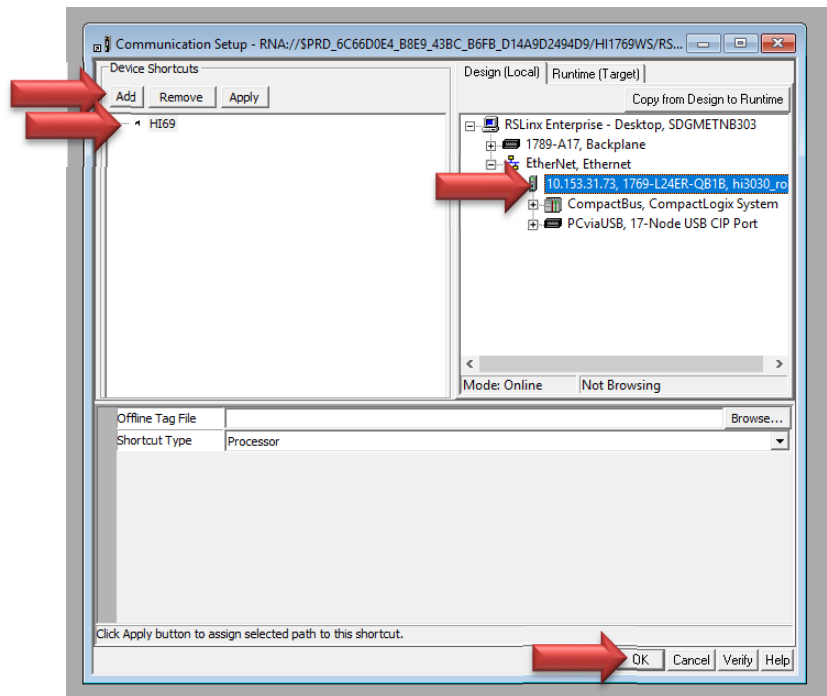 Communication Setup - RNA://$PRD_6C66D0E4_B8E9_43BC_B6FB_D14A9D2494D9/HI1769WS/RS...
Device Shortcuts
Add Remove Apply
HI69
Design (Local) Runtime (Target)
Copy from Design to Runtime
RSLinx Enterprise - Desktop, SDGMETNB303
1789-A17, Backplane
EtherNet, Ethernet
10.153.31.73, 1769-L24ER-QB1B, hi3030_ro
CompactBus, CompactLogix System
PCviaUSB, 17-Node USB CIP Port
Mode: Online Not Browsing
Offline Tag File Browse...
Shortcut Type Processor
Click Apply button to assign selected path to this shortcut.
OK Cancel Verify Help